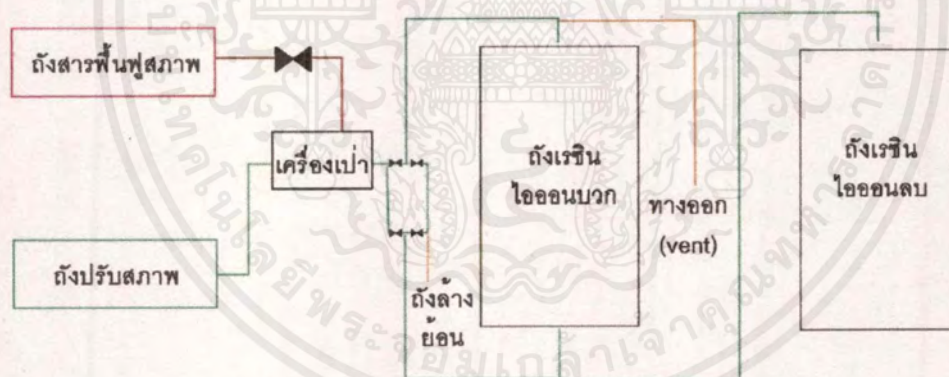 ถังสารฟื้นฟูสภาพ
เครื่องเป่า
ถังปรับสภาพ
ถังล้าง
ย้อน
ถังเรซิน
ไอออนบวก
ทางออก
(vent)
ถังเรซิน
ไอออนลบ